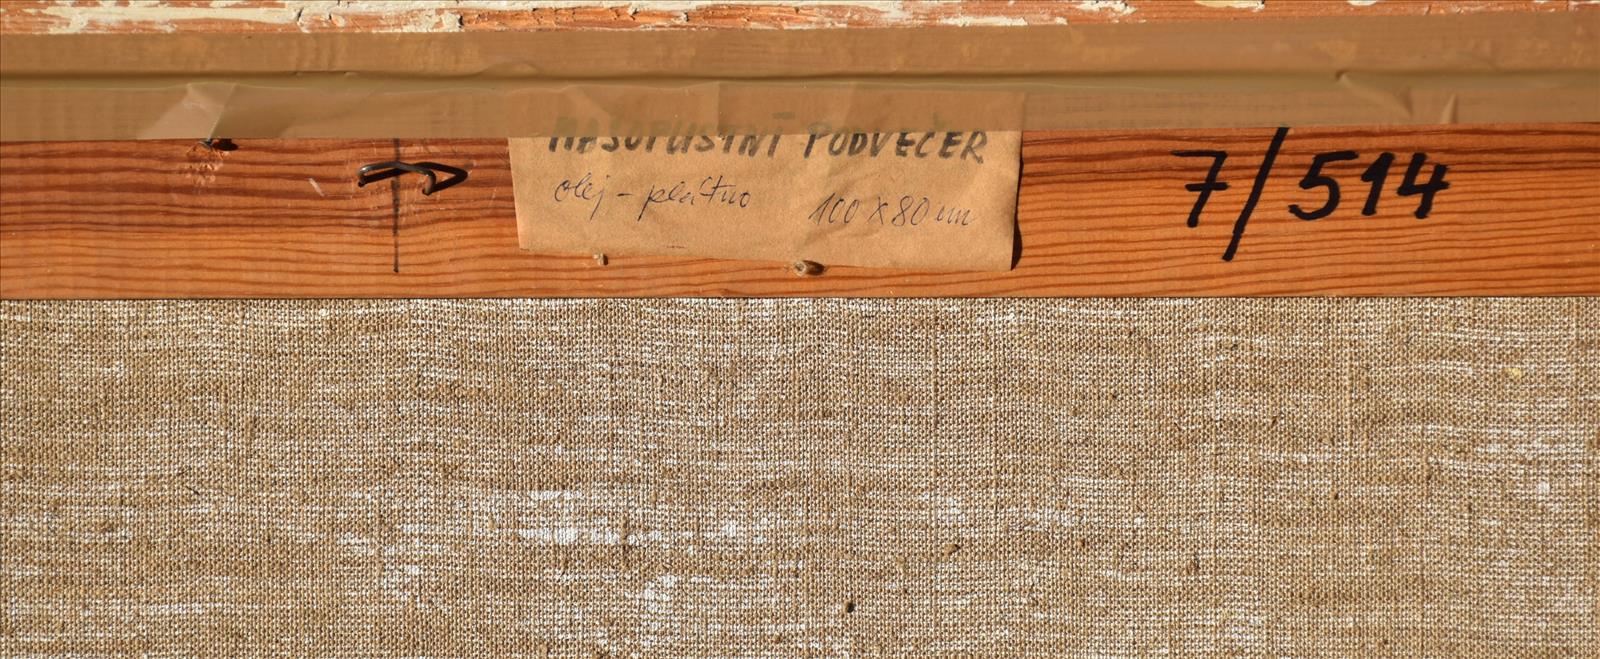 MASOPUSTNÍ PODVEČER
olej - plátno 100 x 80 cm
7/514